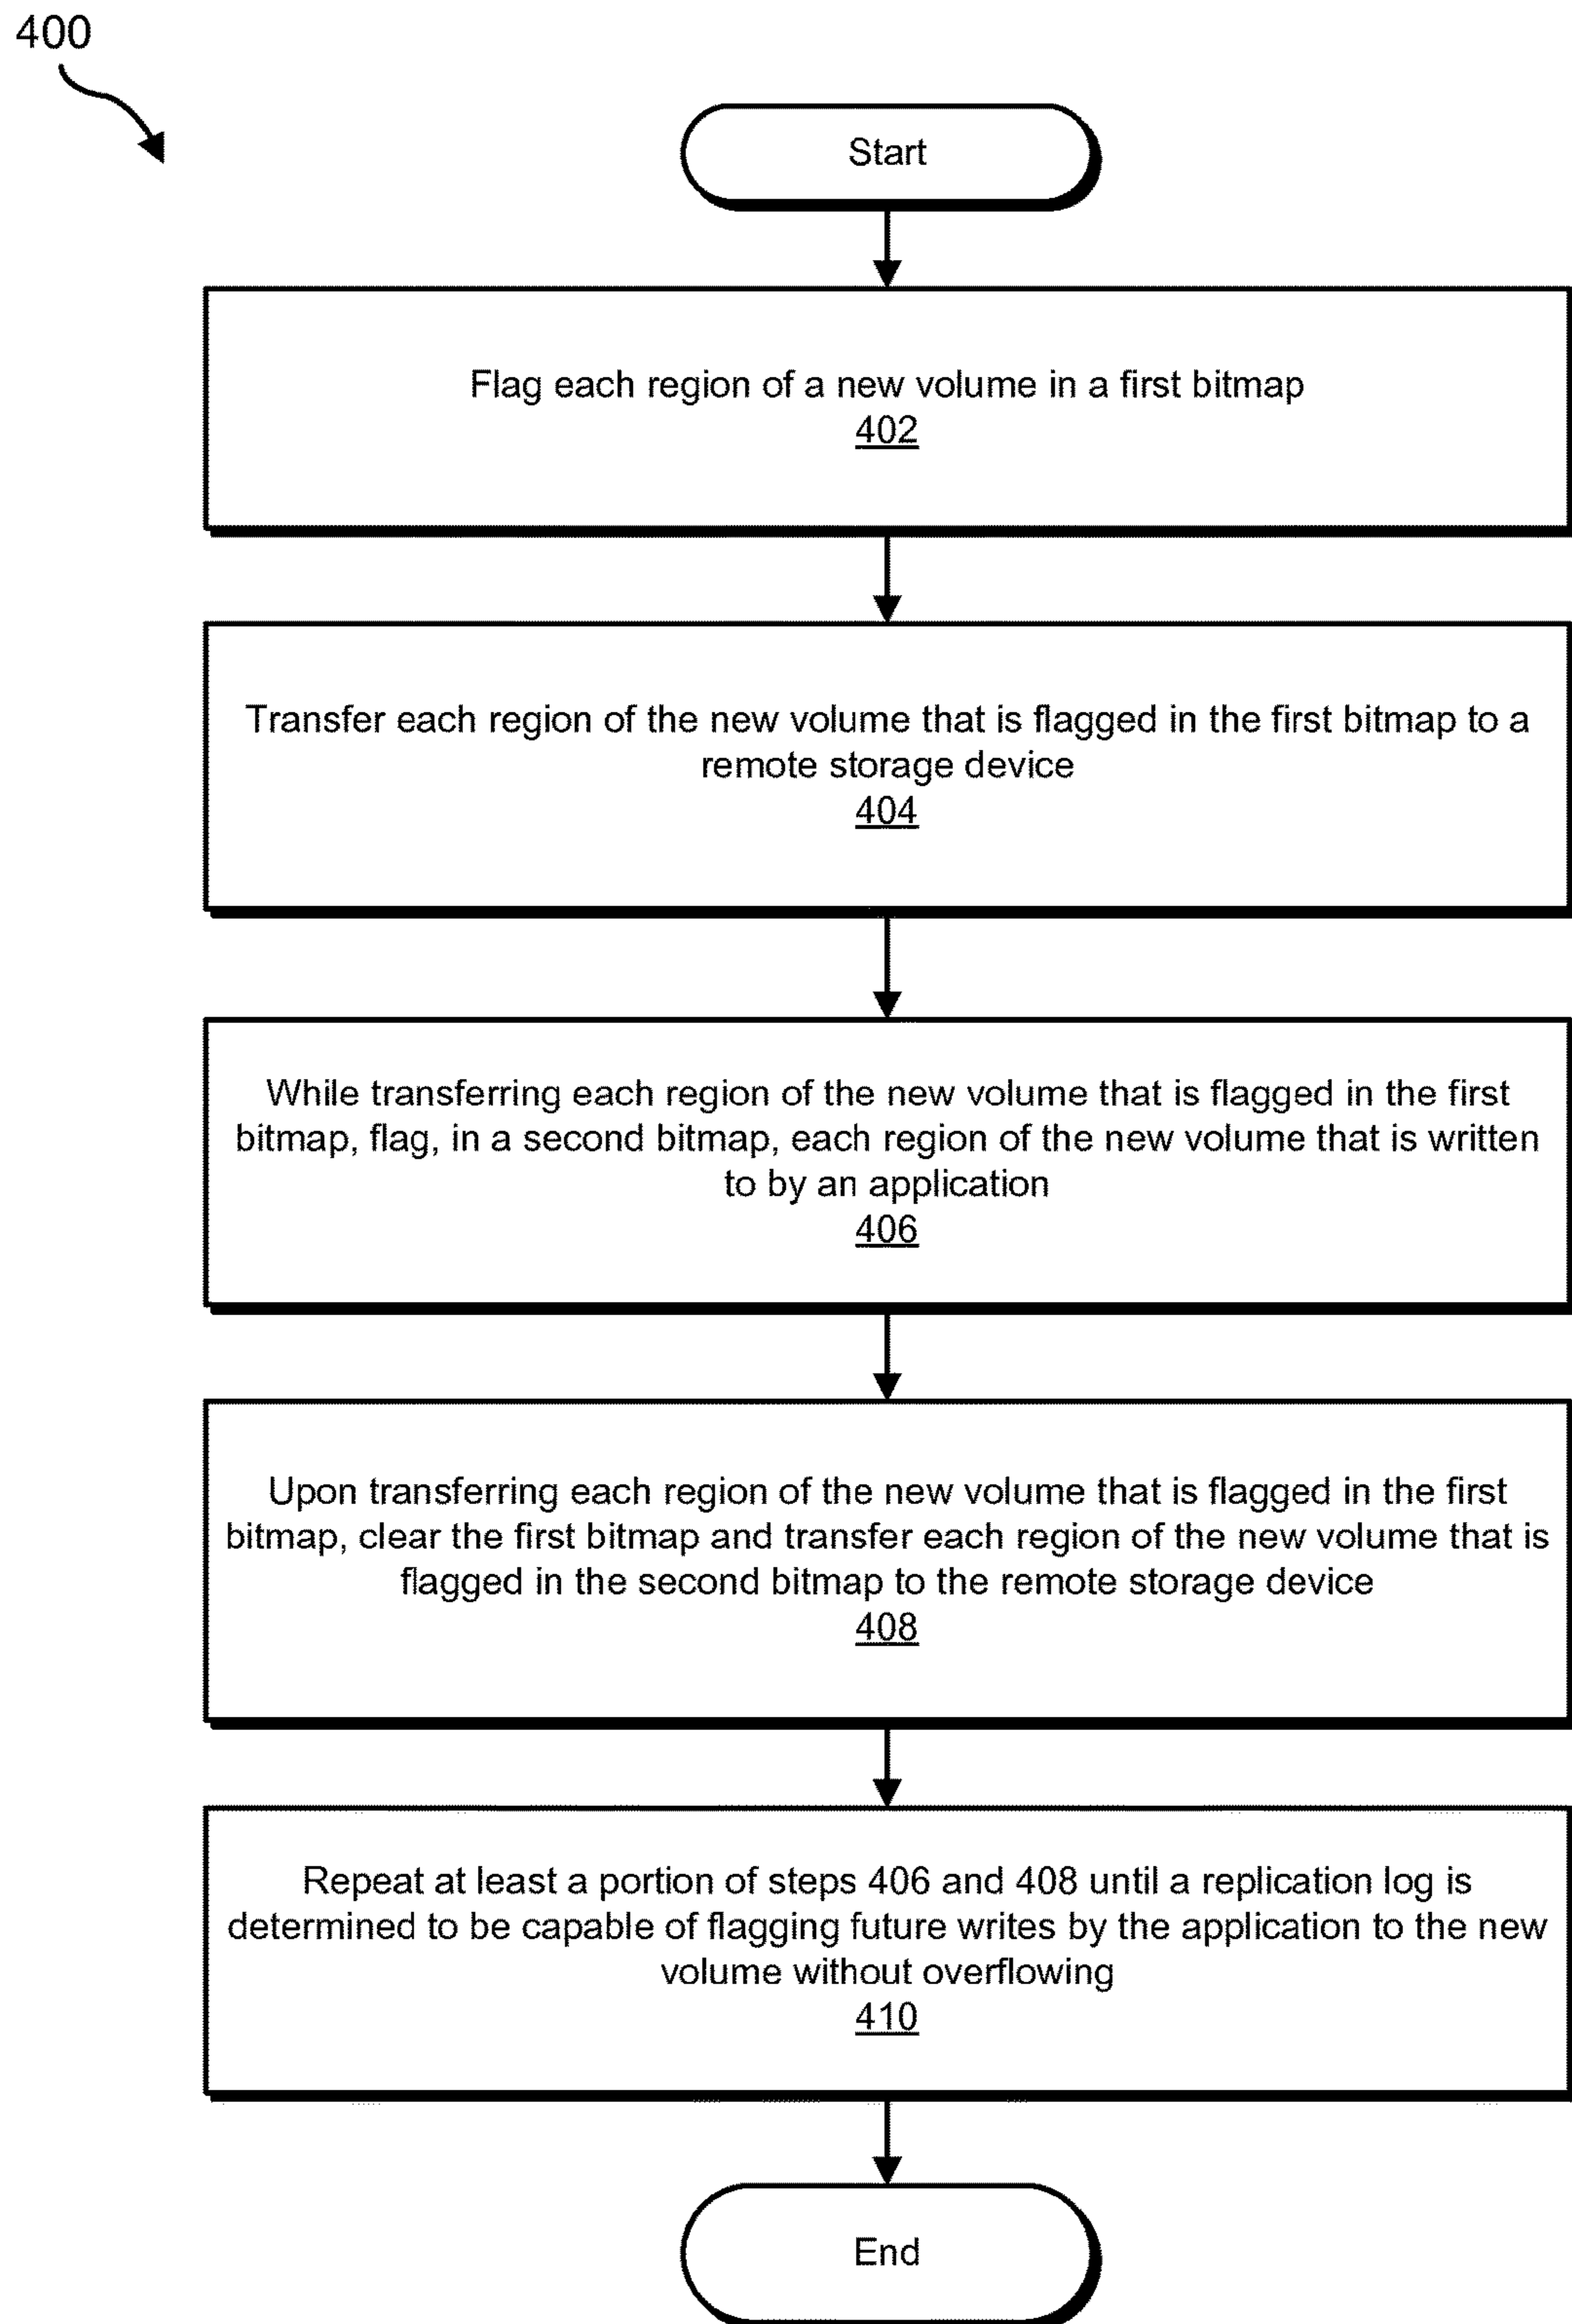 400
Start
Flag each region of a new volume in a first bitmap
402
Transfer each region of the new volume that is flagged in the first bitmap to a
remote storage device
404
While transferring each region of the new volume that is flagged in the first
bitmap, flag, in a second bitmap, each region of the new volume that is written
to by an application
406
Upon transferring each region of the new volume that is flagged in the first
bitmap, clear the first bitmap and transfer each region of the new volume that is
flagged in the second bitmap to the remote storage device
408
Repeat at least a portion of steps 406 and 408 until a replication log is
determined to be capable of flagging future writes by the application to the new
volume without overflowing
410
End